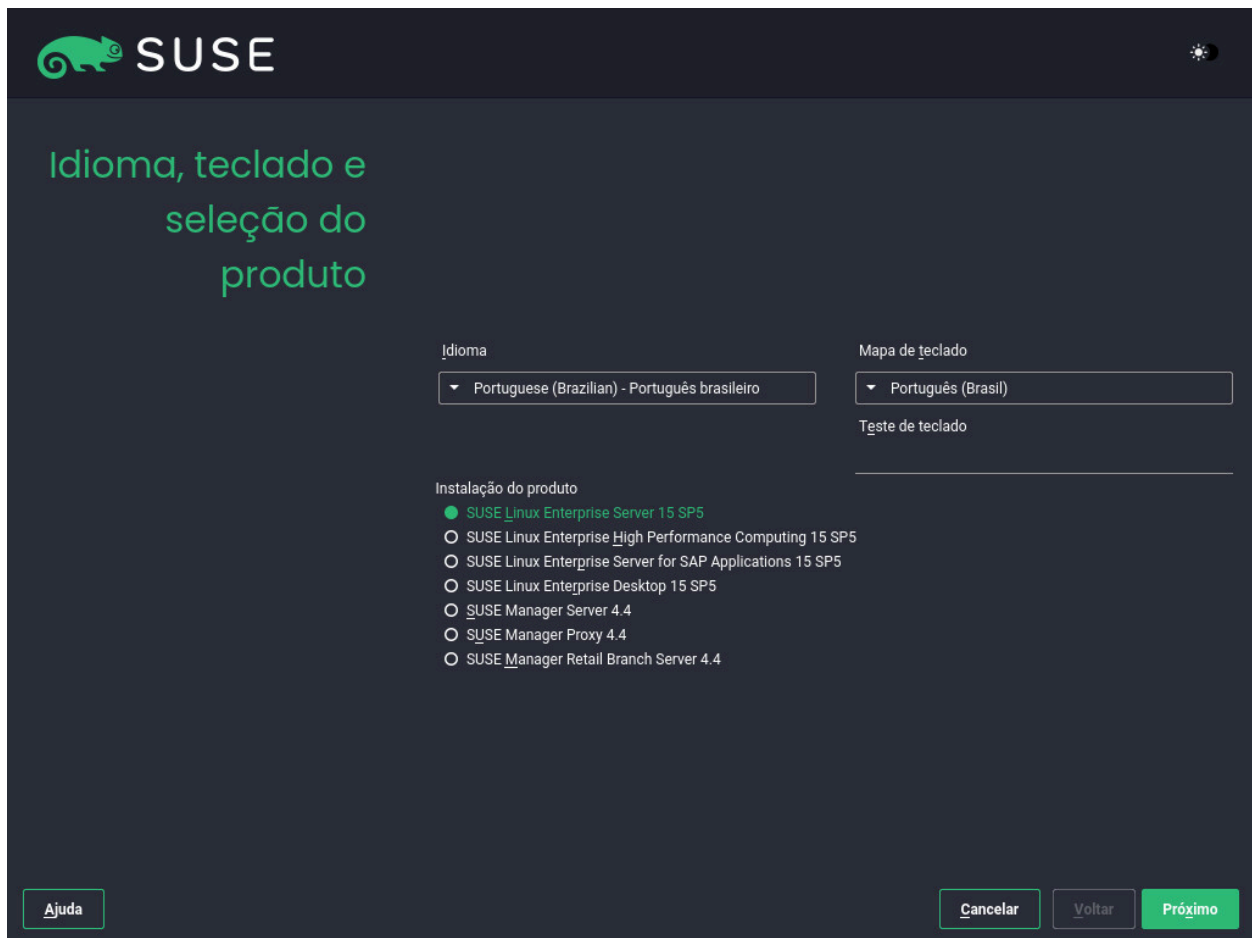 SUSE
Idioma, teclado e
seleção do
produto
Idioma
Mapa de teclado
Portuguese (Brazilian) - Português brasileiro
Português (Brasil)
Teste de teclado
Instalação do produto
SUSE Linux Enterprise Server 15 SP5
SUSE Linux Enterprise High Performance Computing 15 SP5
SUSE Linux Enterprise Server for SAP Applications 15 SP5
SUSE Linux Enterprise Desktop 15 SP5
SUSE Manager Server 4.4
SUSE Manager Proxy 4.4
SUSE Manager Retail Branch Server 4.4
Ajuda
Cancelar
Voltar
Próximo